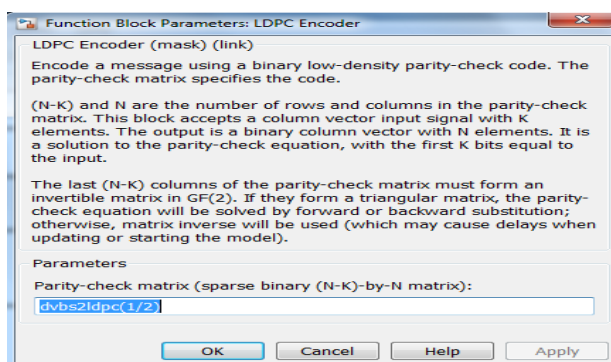 Function Block Parameters: LDPC Encoder
LDPC Encoder (mask) (link)
Encode a message using a binary low-density parity-check code. The
parity-check matrix specifies the code.
(N-K) and N are the number of rows and columns in the parity-check
matrix. This block accepts a column vector input signal with K
elements. The output is a binary column vector with N elements. It is
a solution to the parity-check equation, with the first K bits equal to
the input.
The last (N-K) columns of the parity-check matrix must form an
invertible matrix in GF(2). If they form a triangular matrix, the parity-
check equation will be solved by forward or backward substitution;
otherwise, matrix inverse will be used (which may cause delays when
updating or starting the model).
Parameters
Parity-check matrix (sparse binary (N-K)-by-N matrix):
dvbs2ldpc(1/2)
OK Cancel Help Apply